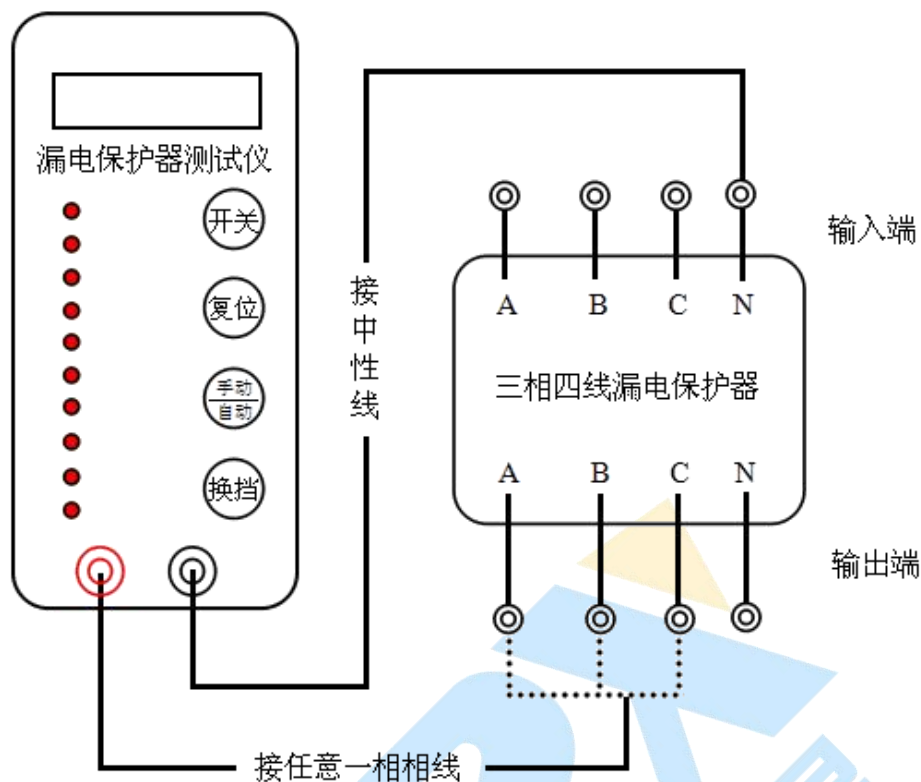 漏电保护器测试仪
开关
复位
手动
自动
换挡
接中性线
输入端
A B C N
三相四线漏电保护器
A B C N
输出端
接任意一相相线